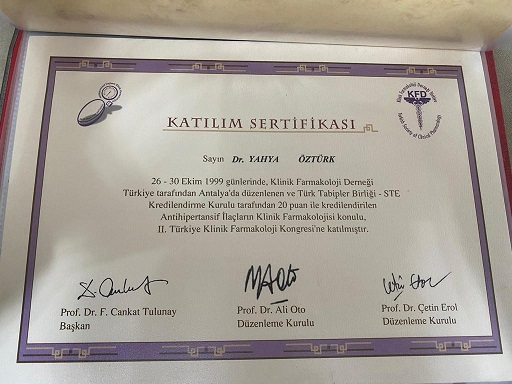 KFD
KATILIM SERTİFİKASI
Sayın Dr. YAHYA ÖZTÜRK
26 - 30 Ekim 1999 günlerinde, Klinik Farmakoloji Derneği
Türkiye tarafından Antalya'da düzenlenen ve Türk Tabipler Birliği - STE
Kredilendirme Kurulu tarafından 20 puan ile kredilendirilen
Antihipertansif İlaçların Klinik Farmakolojisi konulu,
II. Türkiye Klinik Farmakoloji Kongresi'ne katılmıştır.
Prof. Dr. F. Cankat Tulunay
Başkan
Prof. Dr. Ali Oto
Düzenleme Kurulu
Prof. Dr. Çetin Erol
Düzenleme Kurulu